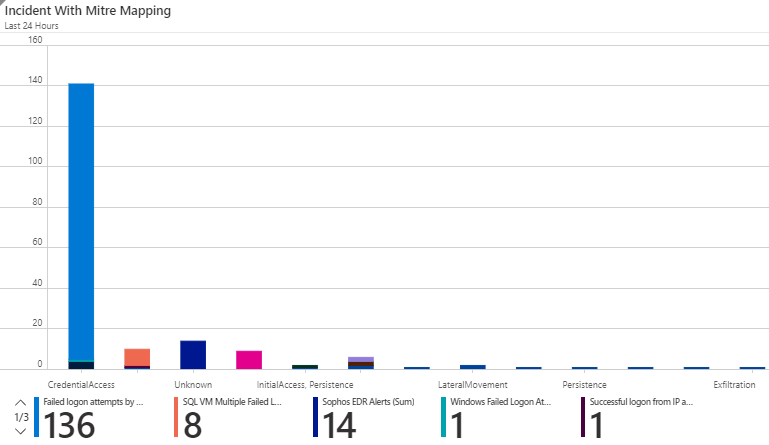 Incident With Mitre Mapping
Last 24 Hours
160
140
120
100
80
60
40
20
0
CredentialAccess Unknown InitialAccess, Persistence LateralMovement Persistence Exfiltration
1/3
Failed logon attempts by ... SQL VM Multiple Failed L... Sophos EDR Alerts (Sum) Windows Failed Logon At... Successful logon from IP a...
136 8 14 1 1